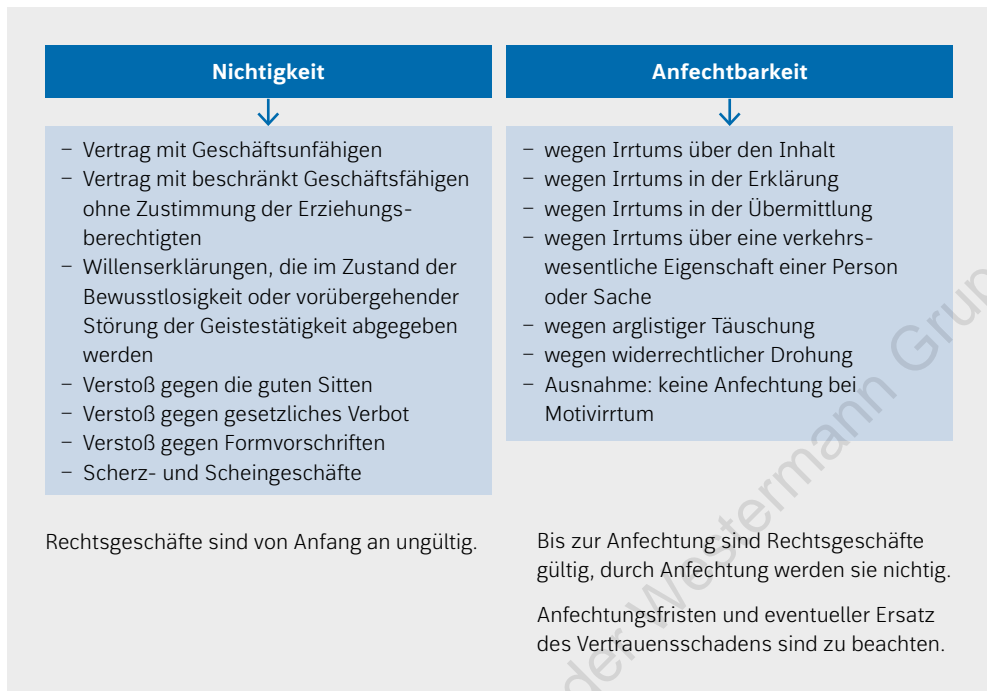 Nichtigkeit
– Vertrag mit Geschäftsunfähigen
– Vertrag mit beschränkt Geschäftsfähigen
ohne Zustimmung der Erziehungs-
berechtigten
– Willenserklärungen, die im Zustand der
Bewusstlosigkeit oder vorübergehender
Störung der Geistestätigkeit abgegeben
werden
– Verstoß gegen die guten Sitten
– Verstoß gegen gesetzliches Verbot
– Verstoß gegen Formvorschriften
– Scherz- und Scheingeschäfte
Rechtsgeschäfte sind von Anfang an ungültig.
Anfechtbarkeit
– wegen Irrtums über den Inhalt
– wegen Irrtums in der Erklärung
– wegen Irrtums in der Übermittlung
– wegen Irrtums über eine verkehrs-
wesentliche Eigenschaft einer Person
oder Sache
– wegen arglistiger Täuschung
– wegen widerrechtlicher Drohung
– Ausnahme: keine Anfechtung bei
Motivirrtum
Bis zur Anfechtung sind Rechtsgeschäfte
gültig, durch Anfechtung werden sie nichtig.
Anfechtungsfristen und eventueller Ersatz
des Vertrauensschadens sind zu beachten.
der Westermann Grup